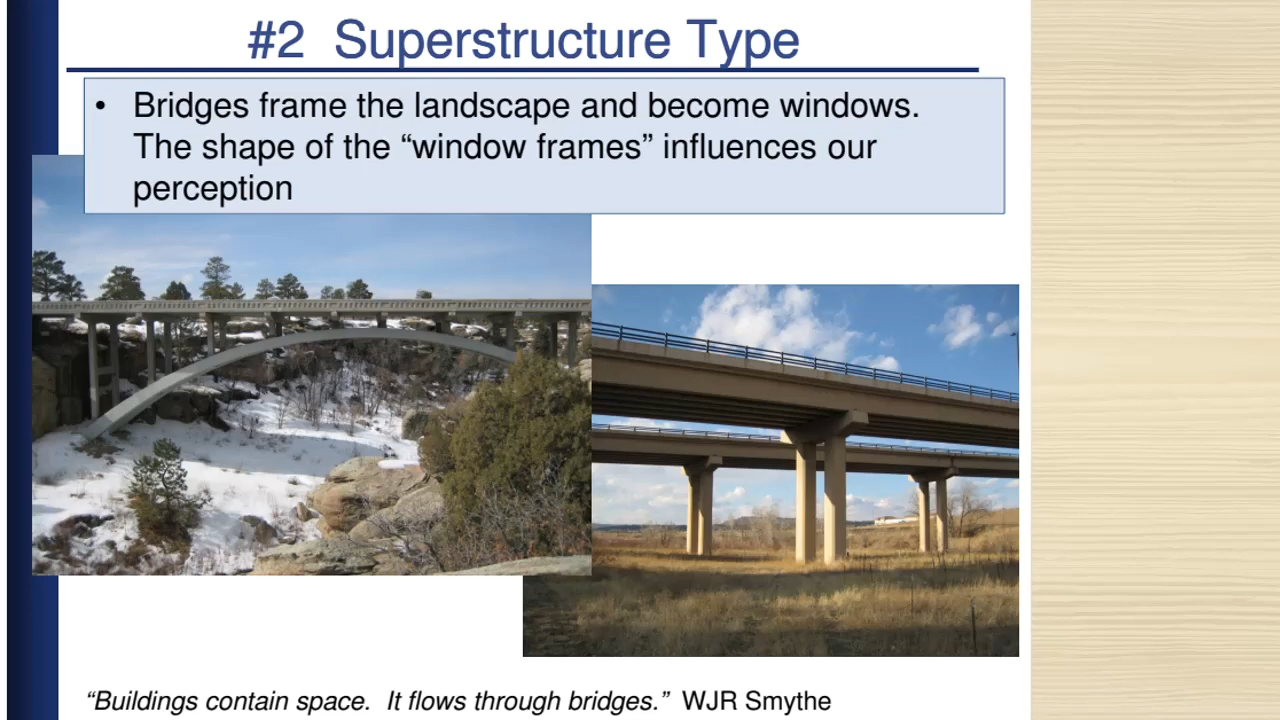 #2 Superstructure Type
• Bridges frame the landscape and become windows.
The shape of the “window frames” influences our
perception
“Buildings contain space. It flows through bridges.” WJR Smythe